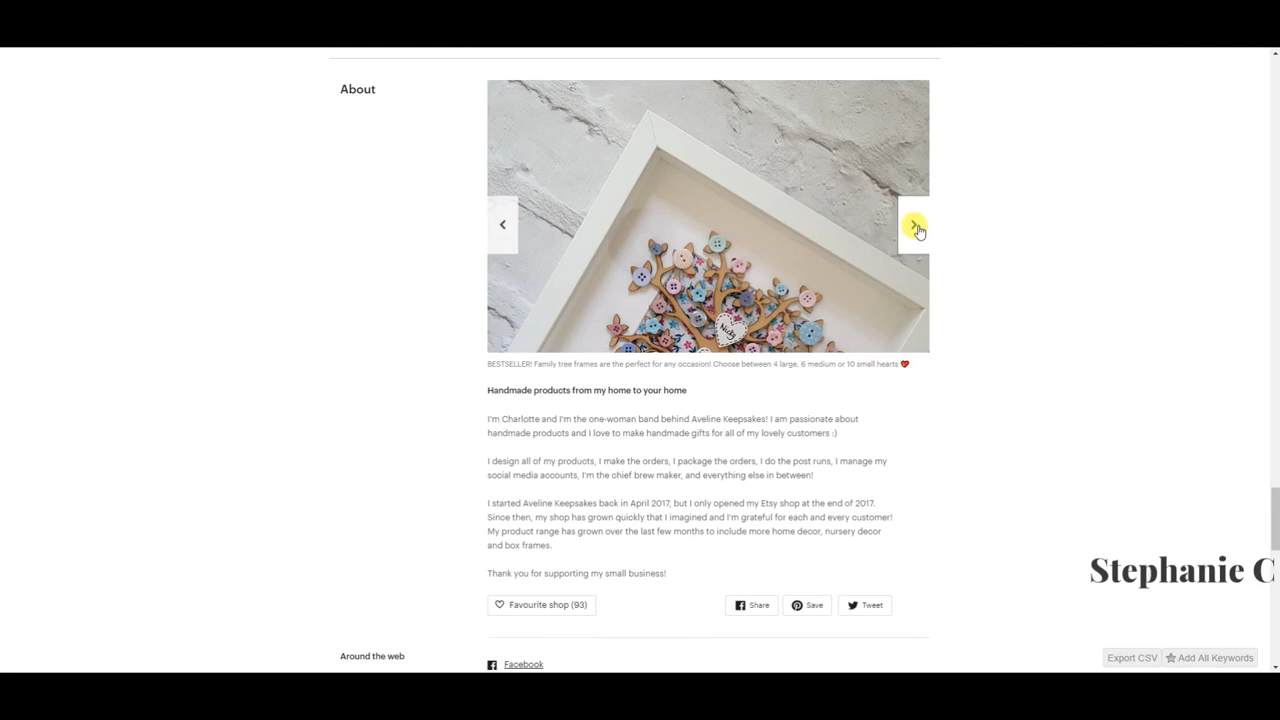 About
Nicky
BESTSELLER! Family tree frames are the perfect for any occasion! Choose between 4 large, 6 medium or 10 small hearts
Handmade products from my home to your home
I'm Charlotte and I'm the one-woman band behind Aveline Keepsakes! I am passionate about
handmade products and I love to make handmade gifts for all of my lovely customers :)
I design all of my products, I make the orders, I package the orders, I do the post runs, I manage my
social media accounts, I'm the chief brew maker, and everything else in between!
I started Aveline Keepsakes back in April 2017, but I only opened my Etsy shop at the end of 2017.
Since then, my shop has grown quickly that I imagined and I'm grateful for each and every customer!
My product range has grown over the last few months to include more home decor, nursery decor
and box frames.
Thank you for supporting my small business!
Favourite shop (93)
Share
Save
Tweet
Stephanie C
Around the web
Facebook
Export CSV
Add All Keywords